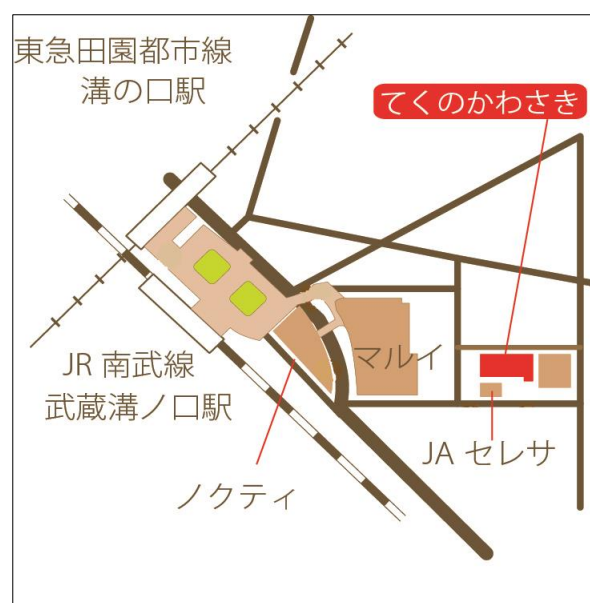 東急田園都市線
溝の口駅
てくのかわさき
マルイ
JR 南武線
武蔵溝ノ口駅
JA セレサ
ノクティ